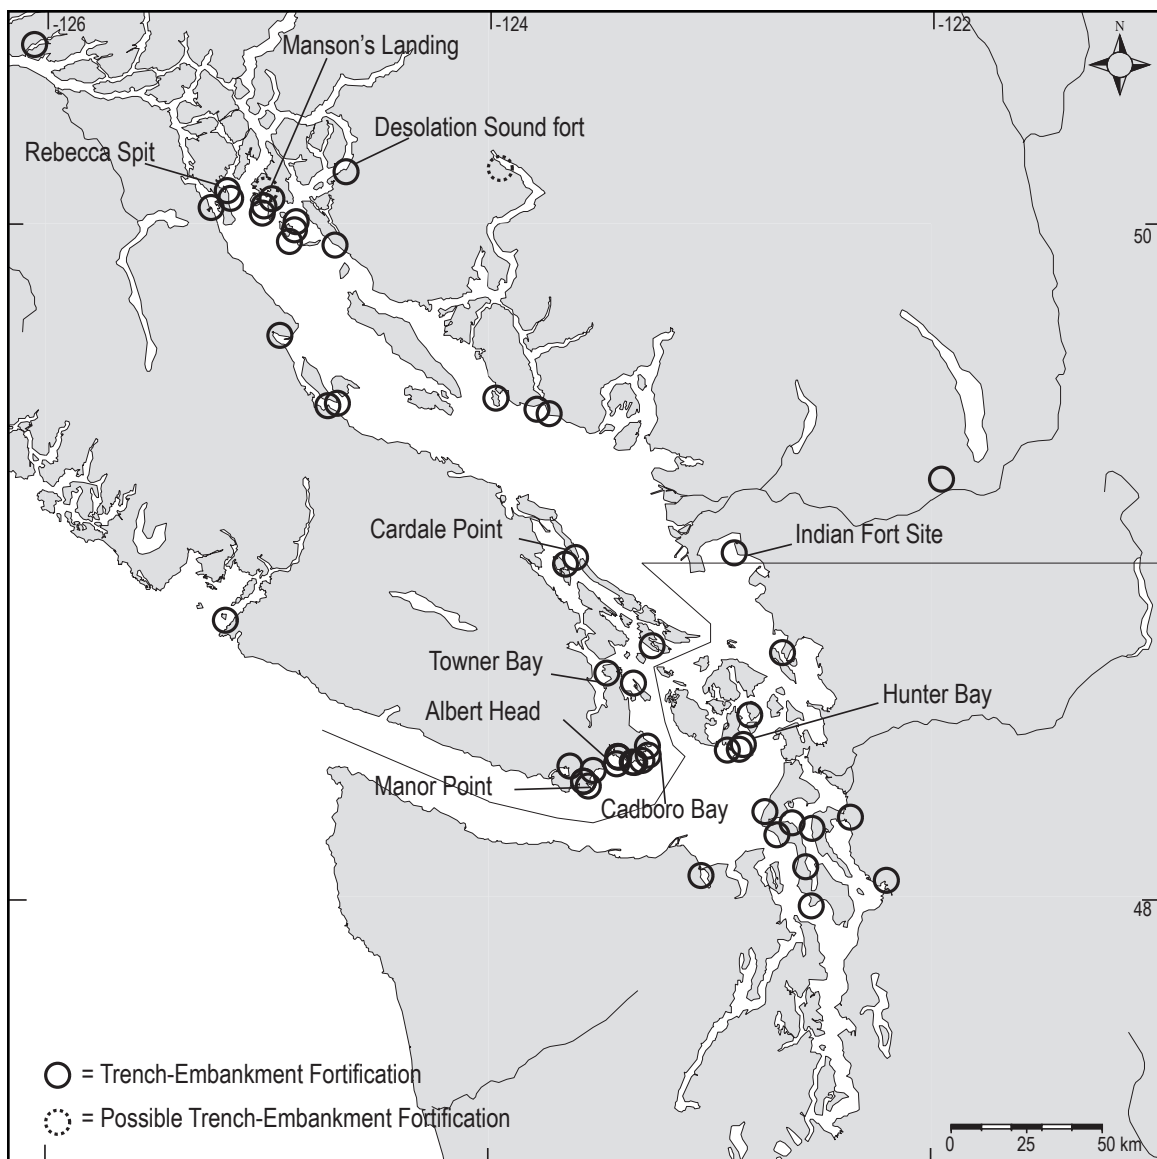 -126
-124
-122
N
Manson's Landing
Desolation Sound fort
Rebecca Spit
50
Cardale Point
Indian Fort Site
Towner Bay
Hunter Bay
Albert Head
Manor Point
Cadboro Bay
48
= Trench-Embankment Fortification
= Possible Trench-Embankment Fortification
0 25 50 km